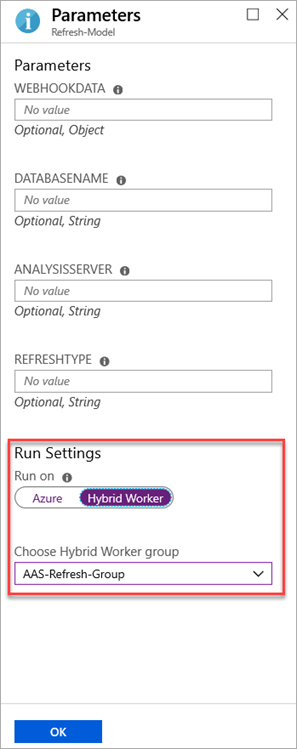 Parameters
Refresh-Model
Parameters
WEBHOOKDATA
No value
Optional, Object
DATABASENAME
No value
Optional, String
ANALYSISSERVER
No value
Optional, String
REFRESHTYPE
No value
Optional, String
Run Settings
Run on
Azure Hybrid Worker
Choose Hybrid Worker group
AAS-Refresh-Group
OK